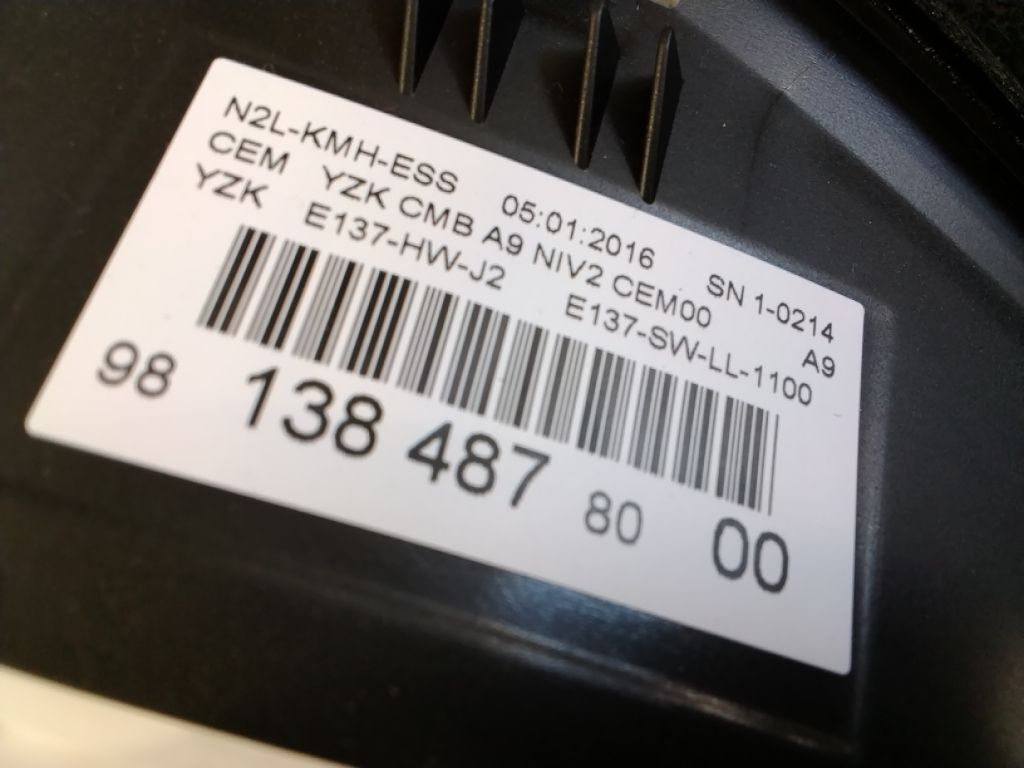 N2L-KMH-ESS 05:01:2016 SN 1-0214
CEM YZK CMB A9 NIV2 CEM00 A9
YZK E137-HW-J2 E137-SW-LL-1100
98 138 487 80 00